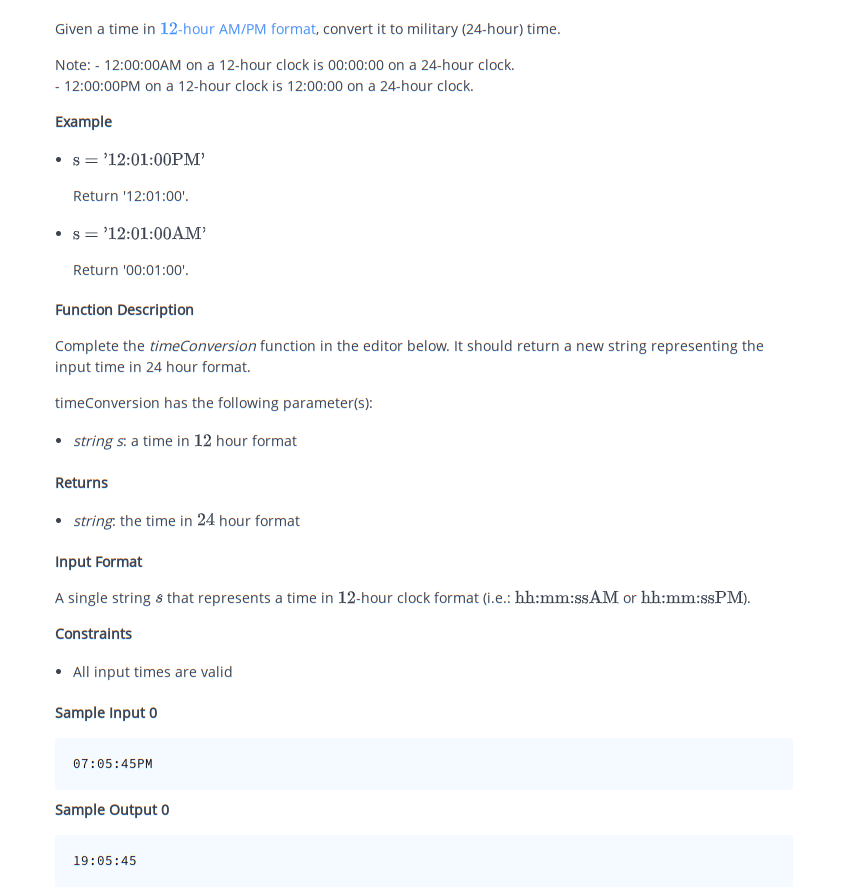 Given a time in 12-hour AM/PM format, convert it to military (24-hour) time.
Note: - 12:00:00AM on a 12-hour clock is 00:00:00 on a 24-hour clock.
- 12:00:00PM on a 12-hour clock is 12:00:00 on a 24-hour clock.
Example
• s = '12:01:00PM'
Return '12:01:00'.
• s = '12:01:00AM'
Return '00:01:00'.
Function Description
Complete the timeConversion function in the editor below. It should return a new string representing the
input time in 24 hour format.
timeConversion has the following parameter(s):
• string s: a time in 12 hour format
Returns
• string: the time in 24 hour format
Input Format
A single string s that represents a time in 12-hour clock format (i.e.: hh:mm:ssAM or hh:mm:ssPM).
Constraints
• All input times are valid
Sample Input 0
07:05:45PM
Sample Output 0
19:05:45